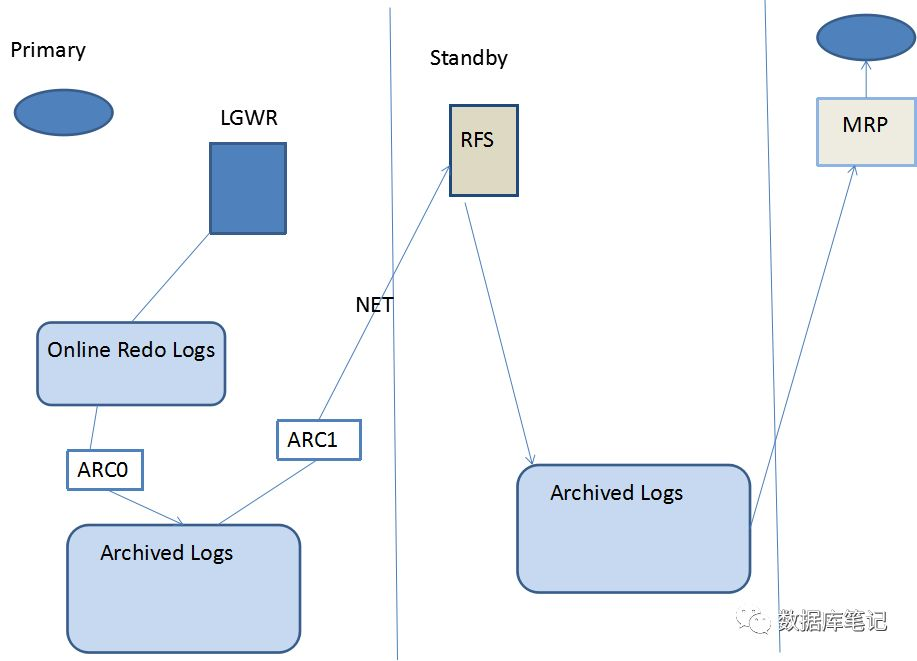 Primary
LGWR
Online Redo Logs
ARC0
ARC1
Archived Logs
NET
Standby
RFS
Archived Logs
MRP
数据库笔记